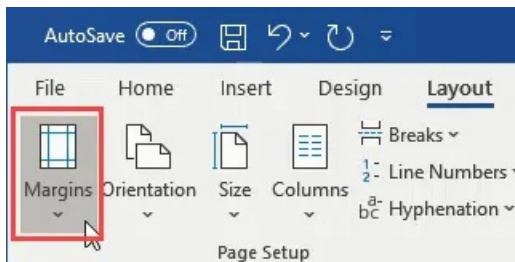 AutoSave Off
File Home Insert Design Layout
Margins Orientation Size Columns
Breaks
Line Numbers
Hyphenation
Page Setup